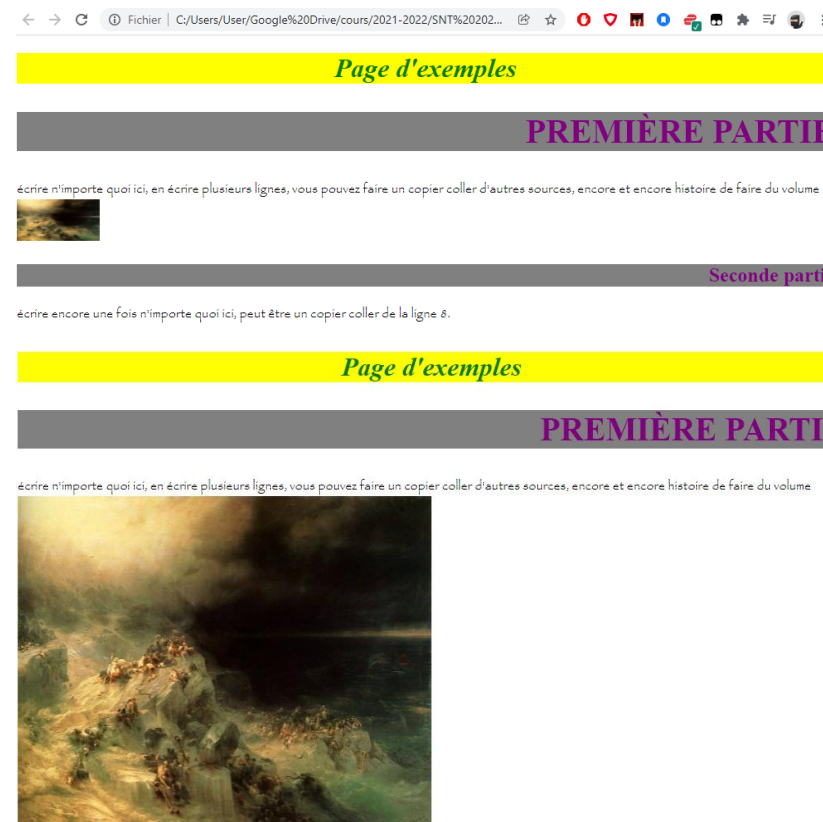 Fichier | C:/Users/User/Google%20Drive/cours/2021-2022/SNT%20202...
Page d'exemples
PREMIÈRE PARTIE
écrire n'importe quoi ici, en écrire plusieurs lignes, vous pouvez faire un copier coller d'autres sources, encore et encore histoire de faire du volume
Seconde parti
écrire encore une fois n'importe quoi ici, peut être un copier coller de la ligne 8.
Page d'exemples
PREMIÈRE PARTI
écrire n'importe quoi ici, en écrire plusieurs lignes, vous pouvez faire un copier coller d'autres sources, encore et encore histoire de faire du volume